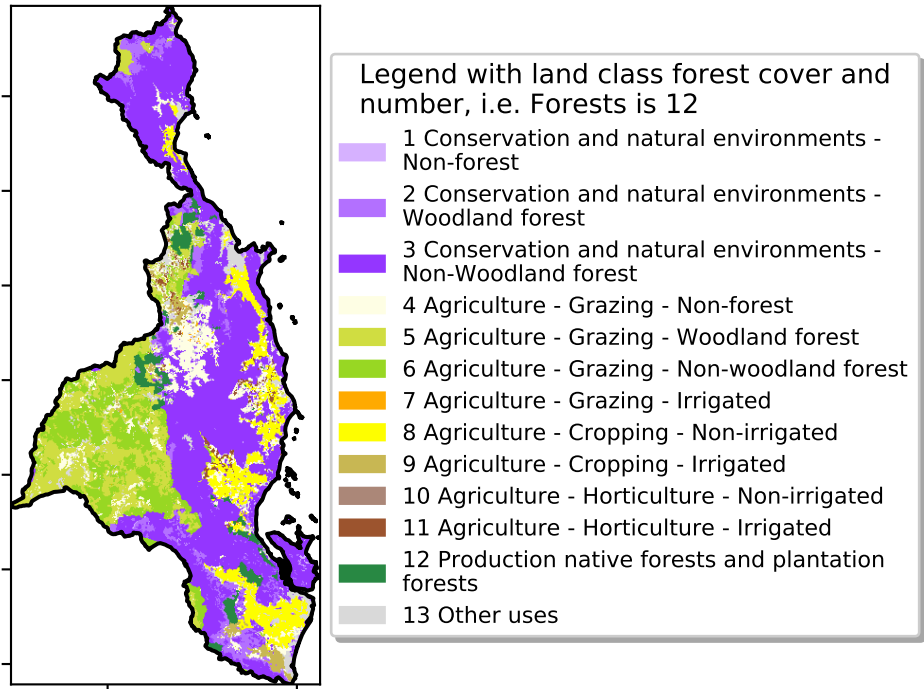 Legend with land class forest cover and
number, i.e. Forests is 12
1 Conservation and natural environments -
Non-forest
2 Conservation and natural environments -
Woodland forest
3 Conservation and natural environments -
Non-Woodland forest
4 Agriculture - Grazing - Non-forest
5 Agriculture - Grazing - Woodland forest
6 Agriculture - Grazing - Non-woodland forest
7 Agriculture - Grazing - Irrigated
8 Agriculture - Cropping - Non-irrigated
9 Agriculture - Cropping - Irrigated
10 Agriculture - Horticulture - Non-irrigated
11 Agriculture - Horticulture - Irrigated
12 Production native forests and plantation
forests
13 Other uses